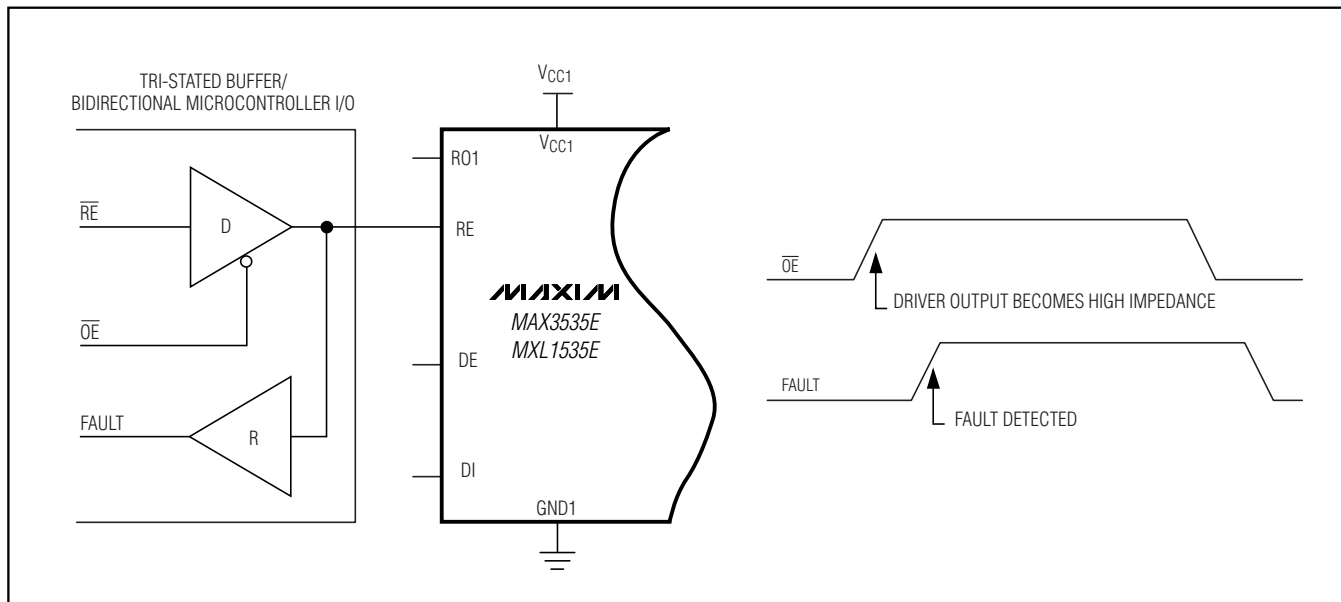 TRI-STATED BUFFER/
BIDIRECTIONAL MICROCONTROLLER I/O
RE
D
OE
FAULT
R
VCC1
VCC1
RO1
RE
MAXIM
MAX3535E
MXL1535E
DE
DI
GND1
OE
DRIVER OUTPUT BECOMES HIGH IMPEDANCE
FAULT
FAULT DETECTED